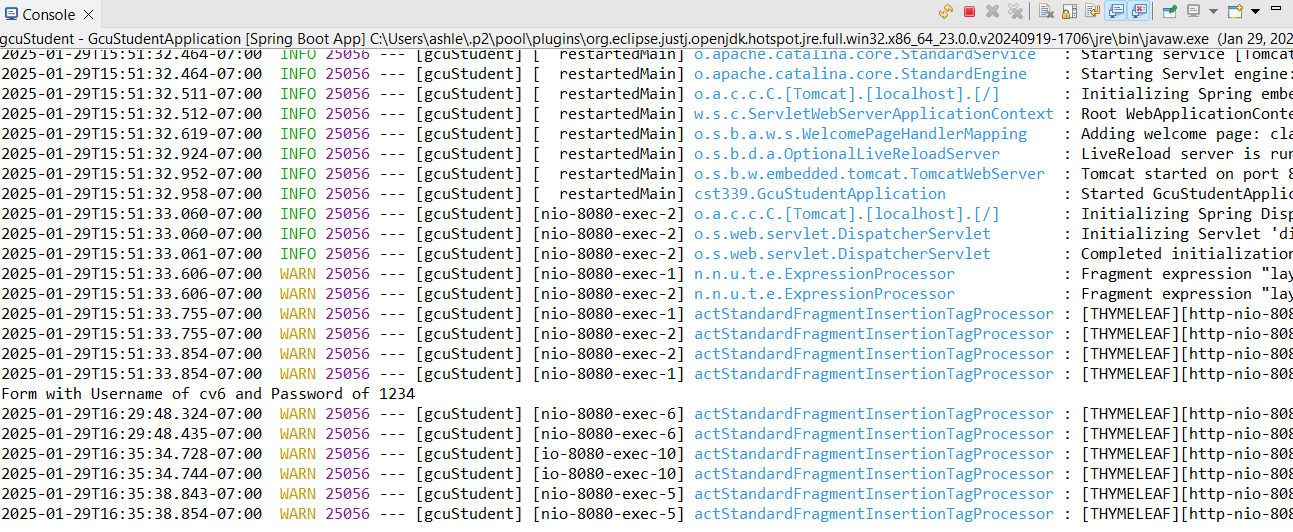 Console
gcuStudent - GcuStudentApplication [Spring Boot App] C:\Users\ashle\.p2\pool\plugins\org.eclipse.justj.openjdk.hotspot.jre.full.win32.x86_64_23.0.0.v20240919-1706\jre\bin\javaw.exe (Jan 29, 202
2025-01-29T15:51:32.464-07:00 INFO 25056 --- [gcuStudent] [ restartedMain] o.apache.catalina.core.StandardService : Starting service [Tomcat
2025-01-29T15:51:32.464-07:00 INFO 25056 --- [gcuStudent] [ restartedMain] o.apache.catalina.core.StandardEngine : Starting Servlet engine:
2025-01-29T15:51:32.511-07:00 INFO 25056 --- [gcuStudent] [ restartedMain] o.a.c.c.C.[Tomcat].[localhost].[/] : Initializing Spring embe
2025-01-29T15:51:32.512-07:00 INFO 25056 --- [gcuStudent] [ restartedMain] w.s.c.ServletWebServerApplicationContext : Root WebApplicationConte
2025-01-29T15:51:32.619-07:00 INFO 25056 --- [gcuStudent] [ restartedMain] o.s.b.a.w.s.WelcomePageHandlerMapping : Adding welcome page: cla
2025-01-29T15:51:32.924-07:00 INFO 25056 --- [gcuStudent] [ restartedMain] o.s.b.d.a.OptionalLiveReloadServer : LiveReload server is run
2025-01-29T15:51:32.952-07:00 INFO 25056 --- [gcuStudent] [ restartedMain] o.s.b.w.embedded.tomcat.TomcatWebServer : Tomcat started on port 8
2025-01-29T15:51:32.958-07:00 INFO 25056 --- [gcuStudent] [ restartedMain] cst339.GcuStudentApplication : Started GcuStudentApplic
2025-01-29T15:51:33.060-07:00 INFO 25056 --- [gcuStudent] [nio-8080-exec-2] o.a.c.c.C.[Tomcat].[localhost].[/] : Initializing Spring Disp
2025-01-29T15:51:33.060-07:00 INFO 25056 --- [gcuStudent] [nio-8080-exec-2] o.s.web.servlet.DispatcherServlet : Initializing Servlet 'di
2025-01-29T15:51:33.061-07:00 INFO 25056 --- [gcuStudent] [nio-8080-exec-2] o.s.web.servlet.DispatcherServlet : Completed initialization
2025-01-29T15:51:33.606-07:00 WARN 25056 --- [gcuStudent] [nio-8080-exec-1] n.n.u.t.e.ExpressionProcessor : Fragment expression "lay
2025-01-29T15:51:33.606-07:00 WARN 25056 --- [gcuStudent] [nio-8080-exec-2] n.n.u.t.e.ExpressionProcessor : Fragment expression "lay
2025-01-29T15:51:33.755-07:00 WARN 25056 --- [gcuStudent] [nio-8080-exec-1] actStandardFragmentInsertionTagProcessor : [THYMELEAF][http-nio-808
2025-01-29T15:51:33.755-07:00 WARN 25056 --- [gcuStudent] [nio-8080-exec-2] actStandardFragmentInsertionTagProcessor : [THYMELEAF][http-nio-808
2025-01-29T15:51:33.854-07:00 WARN 25056 --- [gcuStudent] [nio-8080-exec-2] actStandardFragmentInsertionTagProcessor : [THYMELEAF][http-nio-808
2025-01-29T15:51:33.854-07:00 WARN 25056 --- [gcuStudent] [nio-8080-exec-1] actStandardFragmentInsertionTagProcessor : [THYMELEAF][http-nio-808
Form with Username of cv6 and Password of 1234
2025-01-29T16:29:48.324-07:00 WARN 25056 --- [gcuStudent] [nio-8080-exec-6] actStandardFragmentInsertionTagProcessor : [THYMELEAF][http-nio-808
2025-01-29T16:29:48.435-07:00 WARN 25056 --- [gcuStudent] [nio-8080-exec-6] actStandardFragmentInsertionTagProcessor : [THYMELEAF][http-nio-808
2025-01-29T16:35:34.728-07:00 WARN 25056 --- [gcuStudent] [io-8080-exec-10] actStandardFragmentInsertionTagProcessor : [THYMELEAF][http-nio-808
2025-01-29T16:35:34.744-07:00 WARN 25056 --- [gcuStudent] [io-8080-exec-10] actStandardFragmentInsertionTagProcessor : [THYMELEAF][http-nio-808
2025-01-29T16:35:38.843-07:00 WARN 25056 --- [gcuStudent] [nio-8080-exec-5] actStandardFragmentInsertionTagProcessor : [THYMELEAF][http-nio-808
2025-01-29T16:35:38.854-07:00 WARN 25056 --- [gcuStudent] [nio-8080-exec-5] actStandardFragmentInsertionTagProcessor : [THYMELEAF][http-nio-808